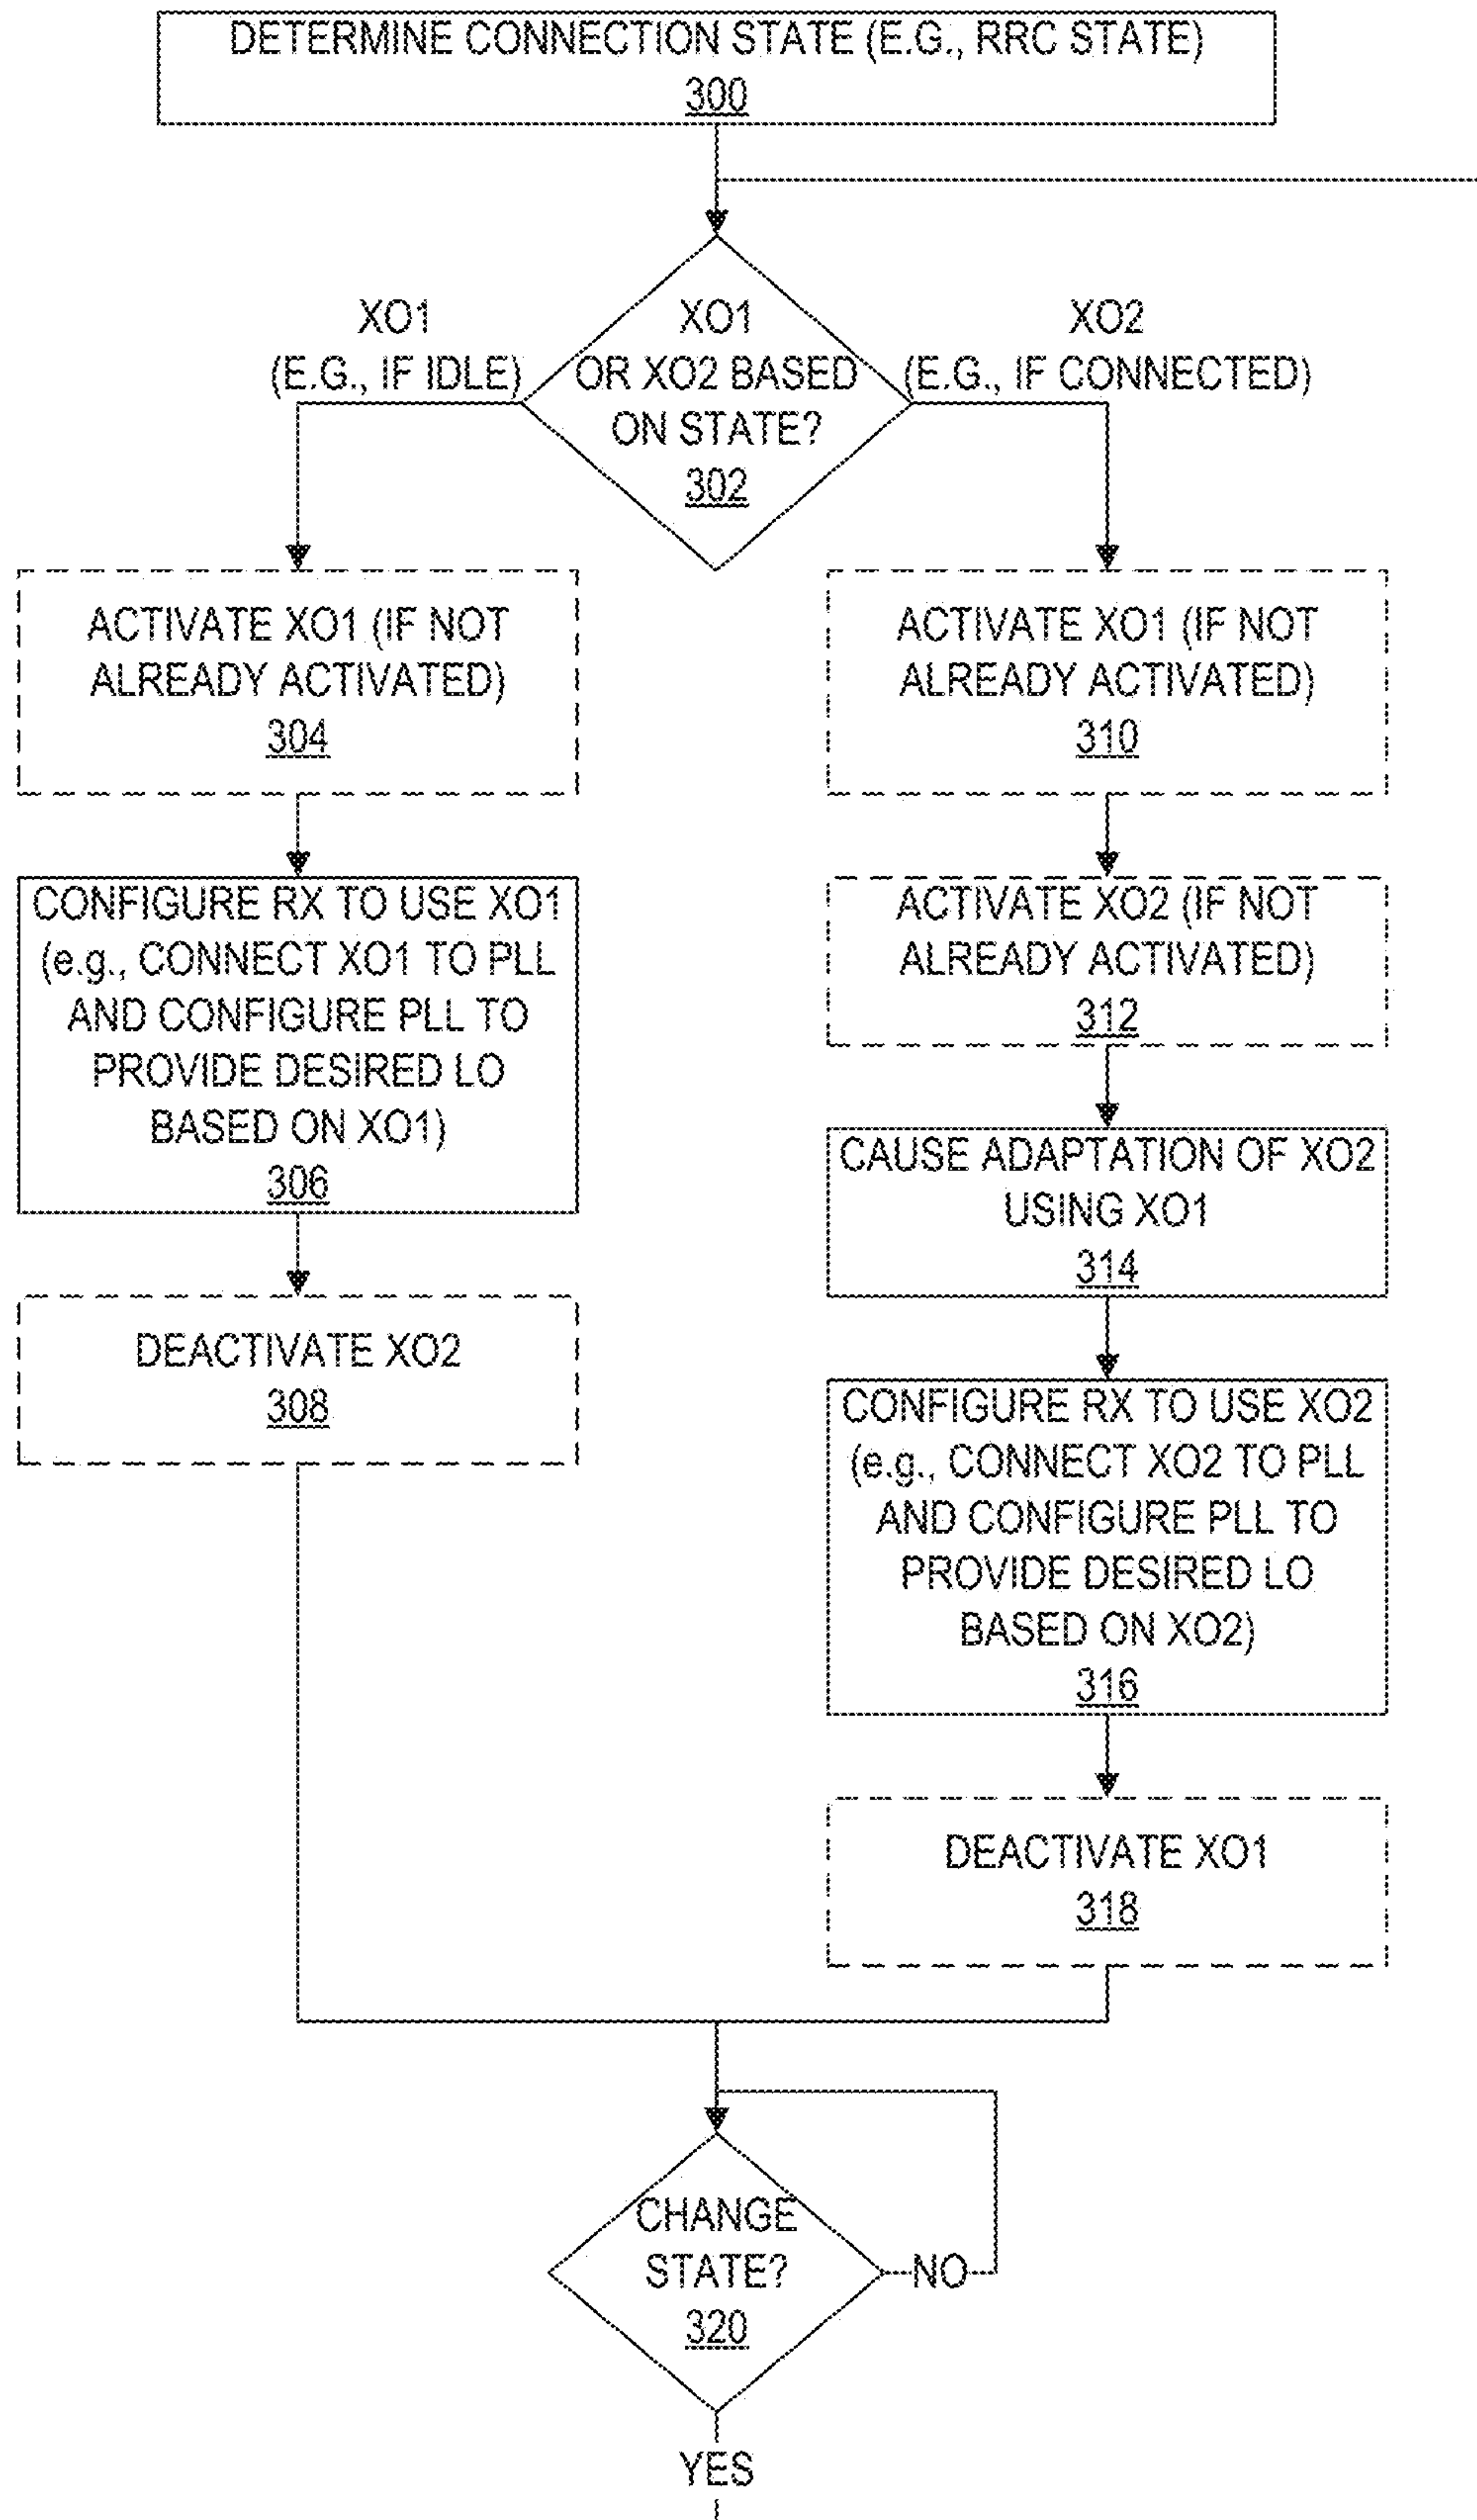 DETERMINE CONNECTION STATE (E.G., RRC STATE)
300
XO1
(E.G., IF IDLE)
XO1
OR XO2 BASED
ON STATE?
302
XO2
(E.G., IF CONNECTED)
ACTIVATE XO1 (IF NOT
ALREADY ACTIVATED)
304
CONFIGURE RX TO USE XO1
(e.g., CONNECT XO1 TO PLL
AND CONFIGURE PLL TO
PROVIDE DESIRED LO
BASED ON XO1)
306
DEACTIVATE XO2
308
ACTIVATE XO1 (IF NOT
ALREADY ACTIVATED)
310
ACTIVATE XO2 (IF NOT
ALREADY ACTIVATED)
312
CAUSE ADAPTATION OF XO2
USING XO1
314
CONFIGURE RX TO USE XO2
(e.g., CONNECT XO2 TO PLL
AND CONFIGURE PLL TO
PROVIDE DESIRED LO
BASED ON XO2)
316
DEACTIVATE XO1
318
CHANGE
STATE?
320
NO
YES